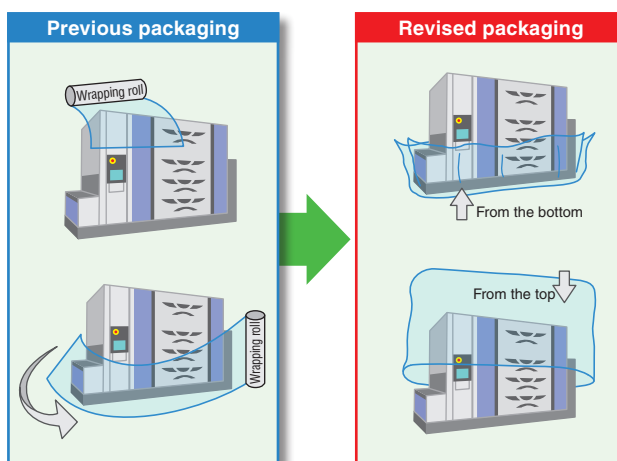 Previous packaging
Wrapping roll
Wrapping roll
Revised packaging
From the bottom
From the top